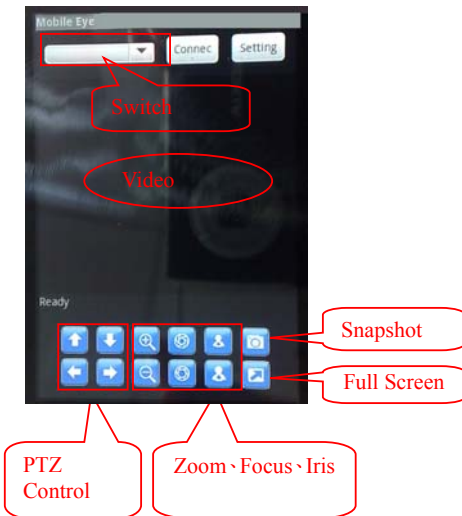 Mobile Eye
Connec
Setting
Switch
Video
Ready
Snapshot
Full Screen
PTZ
Control
Zoom、Focus、Iris